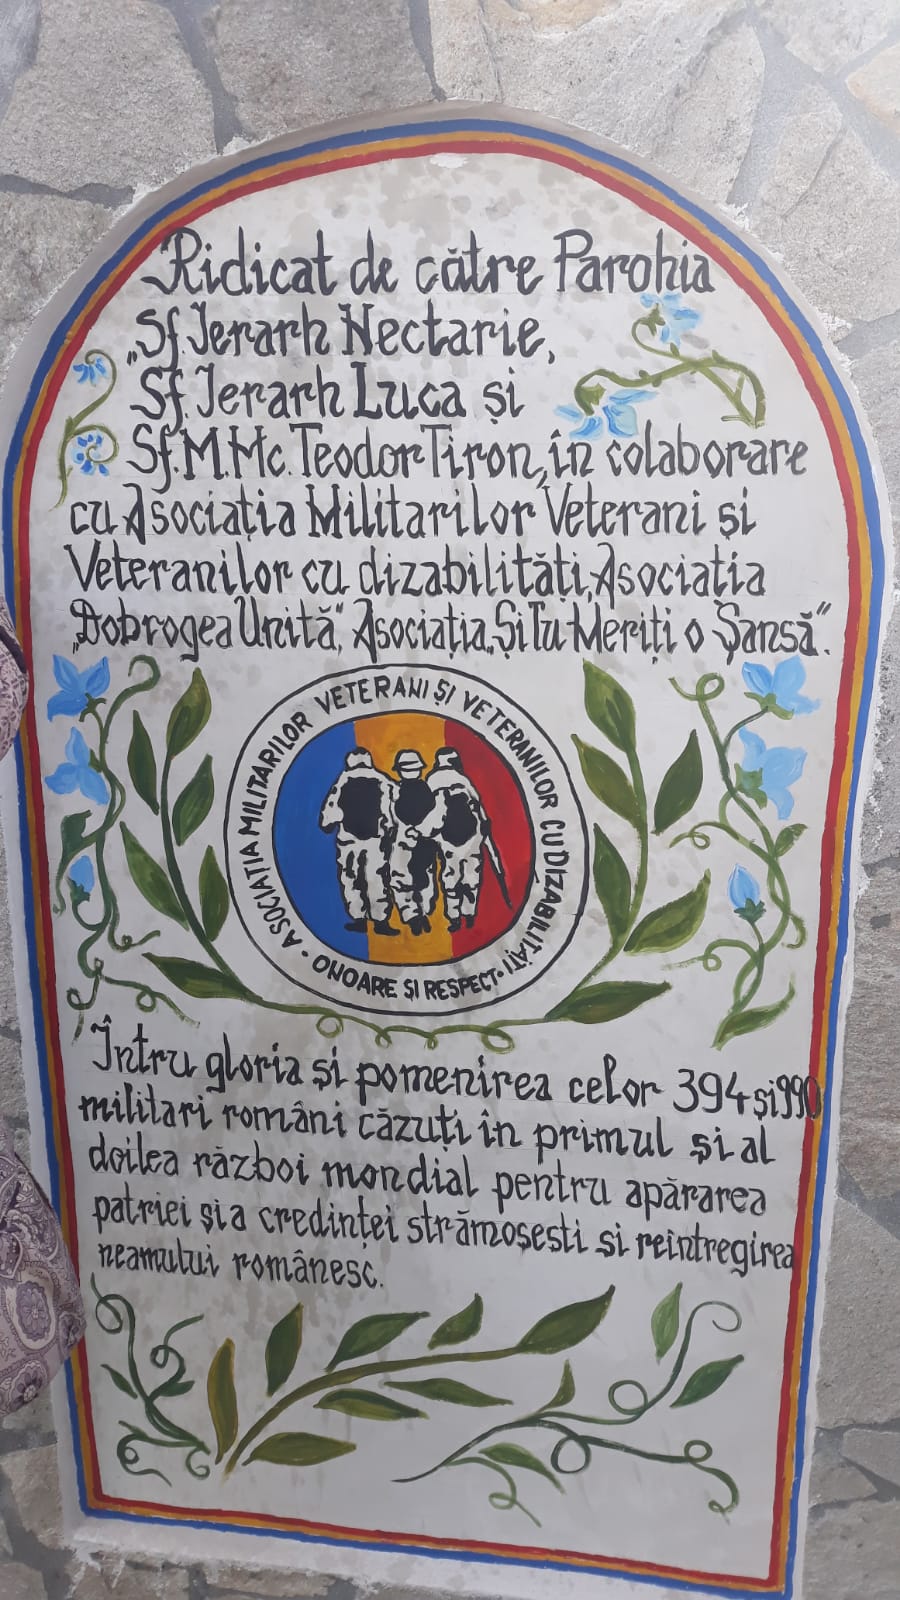 Ridicat de către Parohia
„Sf. Ierarh Nectarie,
Sf. Ierarh Luca și
Sf. M. Mc. Teodor Tiron, în colaborare
cu Asociația Militarilor Veterani și
Veteranilor cu dizabilități, Asociația
„Dobrogea Unită", Asociația „Și Tu Meriți o Șansă".
ASOCIAȚIA MILITARILOR VETERANI ȘI VETERANILOR CU DIZABILITĂȚI
• ONOARE ȘI RESPECT •
Întru gloria și pomenirea celor 394 și 990
militari români căzuți în primul și al
doilea război mondial pentru apărarea
patriei și a credinței strămoșesti si reintregirea
neamului românesc.